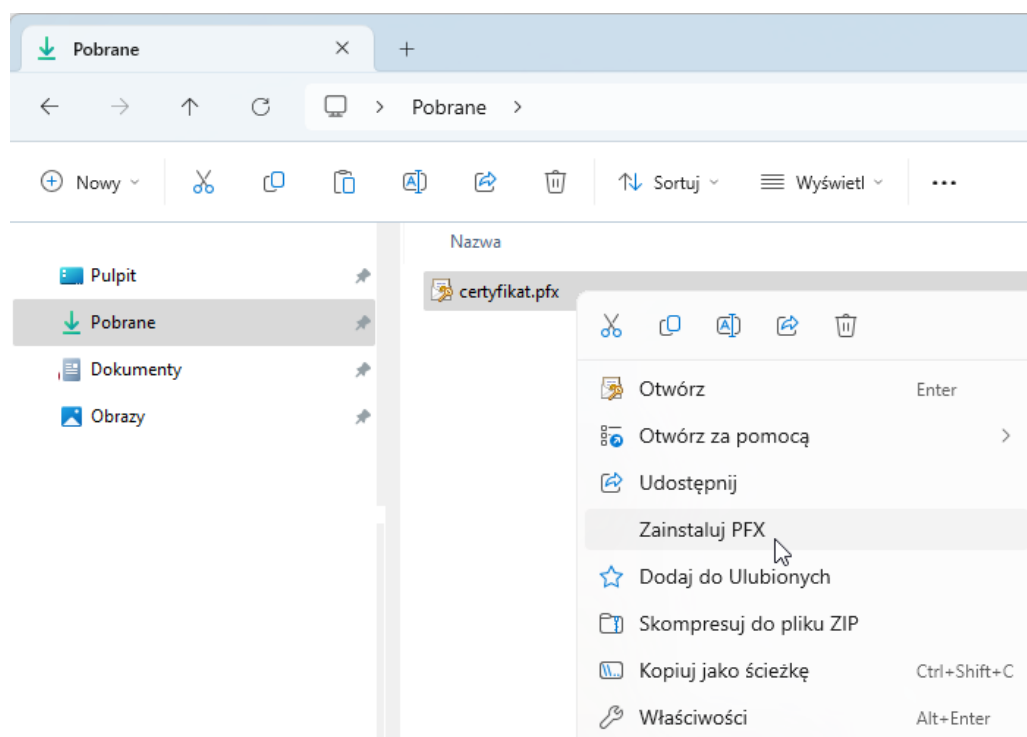 Pobrane
Pobrane
Nowy
Sortuj
Wyświetl
Nazwa
Pulpit
certyfikat.pfx
Pobrane
Dokumenty
Otwórz Enter
Obrazy
Otwórz za pomocą
Udostępnij
Zainstaluj PFX
Dodaj do Ulubionych
Skompresuj do pliku ZIP
Kopiuj jako ścieżkę Ctrl+Shift+C
Właściwości Alt+Enter